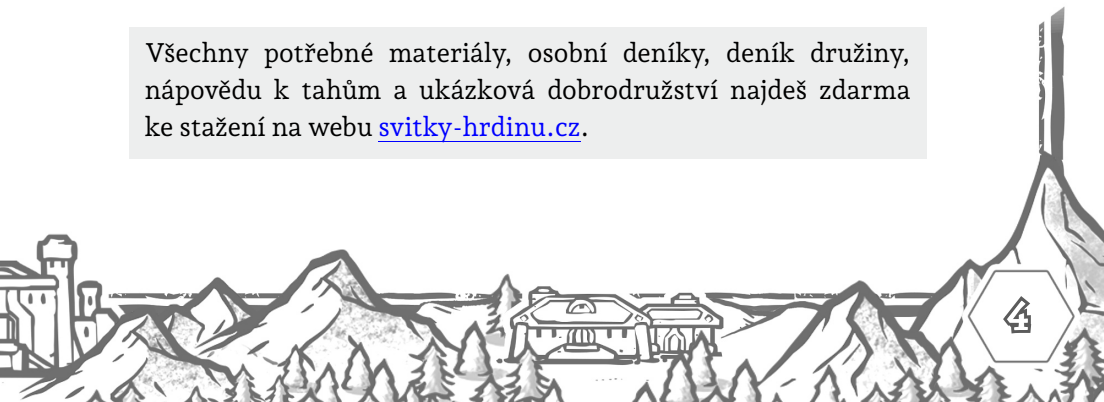 Všechny potřebné materiály, osobní deníky, deník družiny,
nápovědu k tahům a ukázková dobrodružství najdeš zdarma
ke stažení na webu svitky-hrdinu.cz.
4